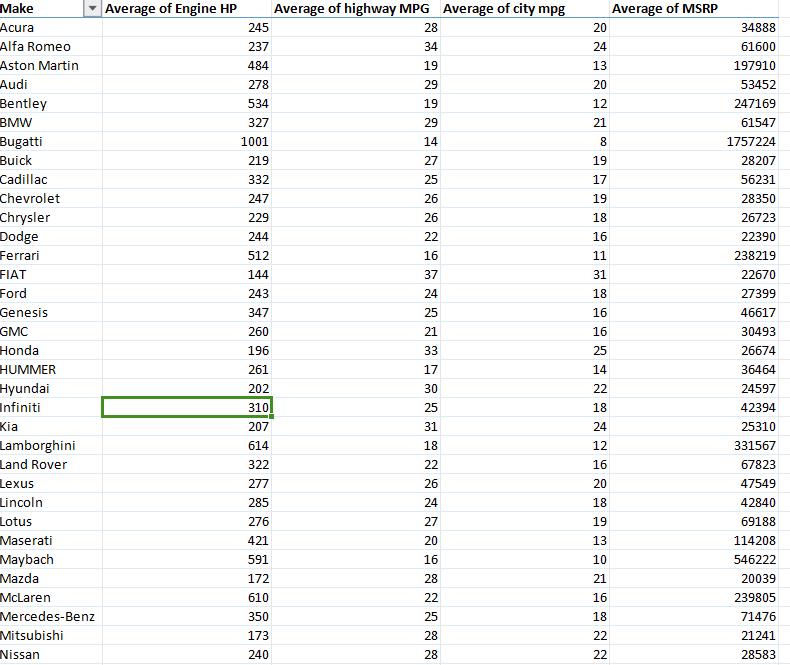 Make Average of Engine HP Average of highway MPG Average of city mpg Average of MSRP
Acura 245 28 20 34888
Alfa Romeo 237 34 24 61600
Aston Martin 484 19 13 197910
Audi 278 29 20 53452
Bentley 534 19 12 247169
BMW 327 29 21 61547
Bugatti 1001 14 8 1757224
Buick 219 27 19 28207
Cadillac 332 25 17 56231
Chevrolet 247 26 19 28350
Chrysler 229 26 18 26723
Dodge 244 22 16 22390
Ferrari 512 16 11 238219
FIAT 144 37 31 22670
Ford 243 24 18 27399
Genesis 347 25 16 46617
GMC 260 21 16 30493
Honda 196 33 25 26674
HUMMER 261 17 14 36464
Hyundai 202 30 22 24597
Infiniti 310 25 18 42394
Kia 207 31 24 25310
Lamborghini 614 18 12 331567
Land Rover 322 22 16 67823
Lexus 277 26 20 47549
Lincoln 285 24 18 42840
Lotus 276 27 19 69188
Maserati 421 20 13 114208
Maybach 591 16 10 546222
Mazda 172 28 21 20039
McLaren 610 22 16 239805
Mercedes-Benz 350 25 18 71476
Mitsubishi 173 28 22 21241
Nissan 240 28 22 28583